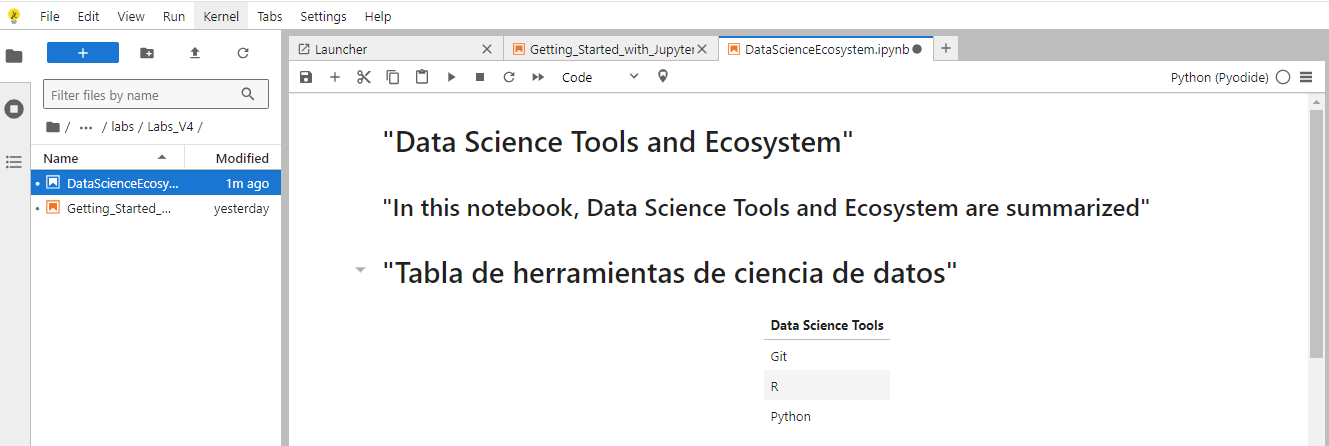 File Edit View Run Kernel Tabs Settings Help
+
Filter files by name
/ ··· / labs / Labs_V4 /
Name Modified
DataScienceEcosy... 1m ago
Getting_Started_... yesterday
Launcher
Getting_Started_with_Jupyter
DataScienceEcosystem.ipynb
Code
Python (Pyodide)
"Data Science Tools and Ecosystem"
"In this notebook, Data Science Tools and Ecosystem are summarized"
"Tabla de herramientas de ciencia de datos"
Data Science Tools
Git
R
Python